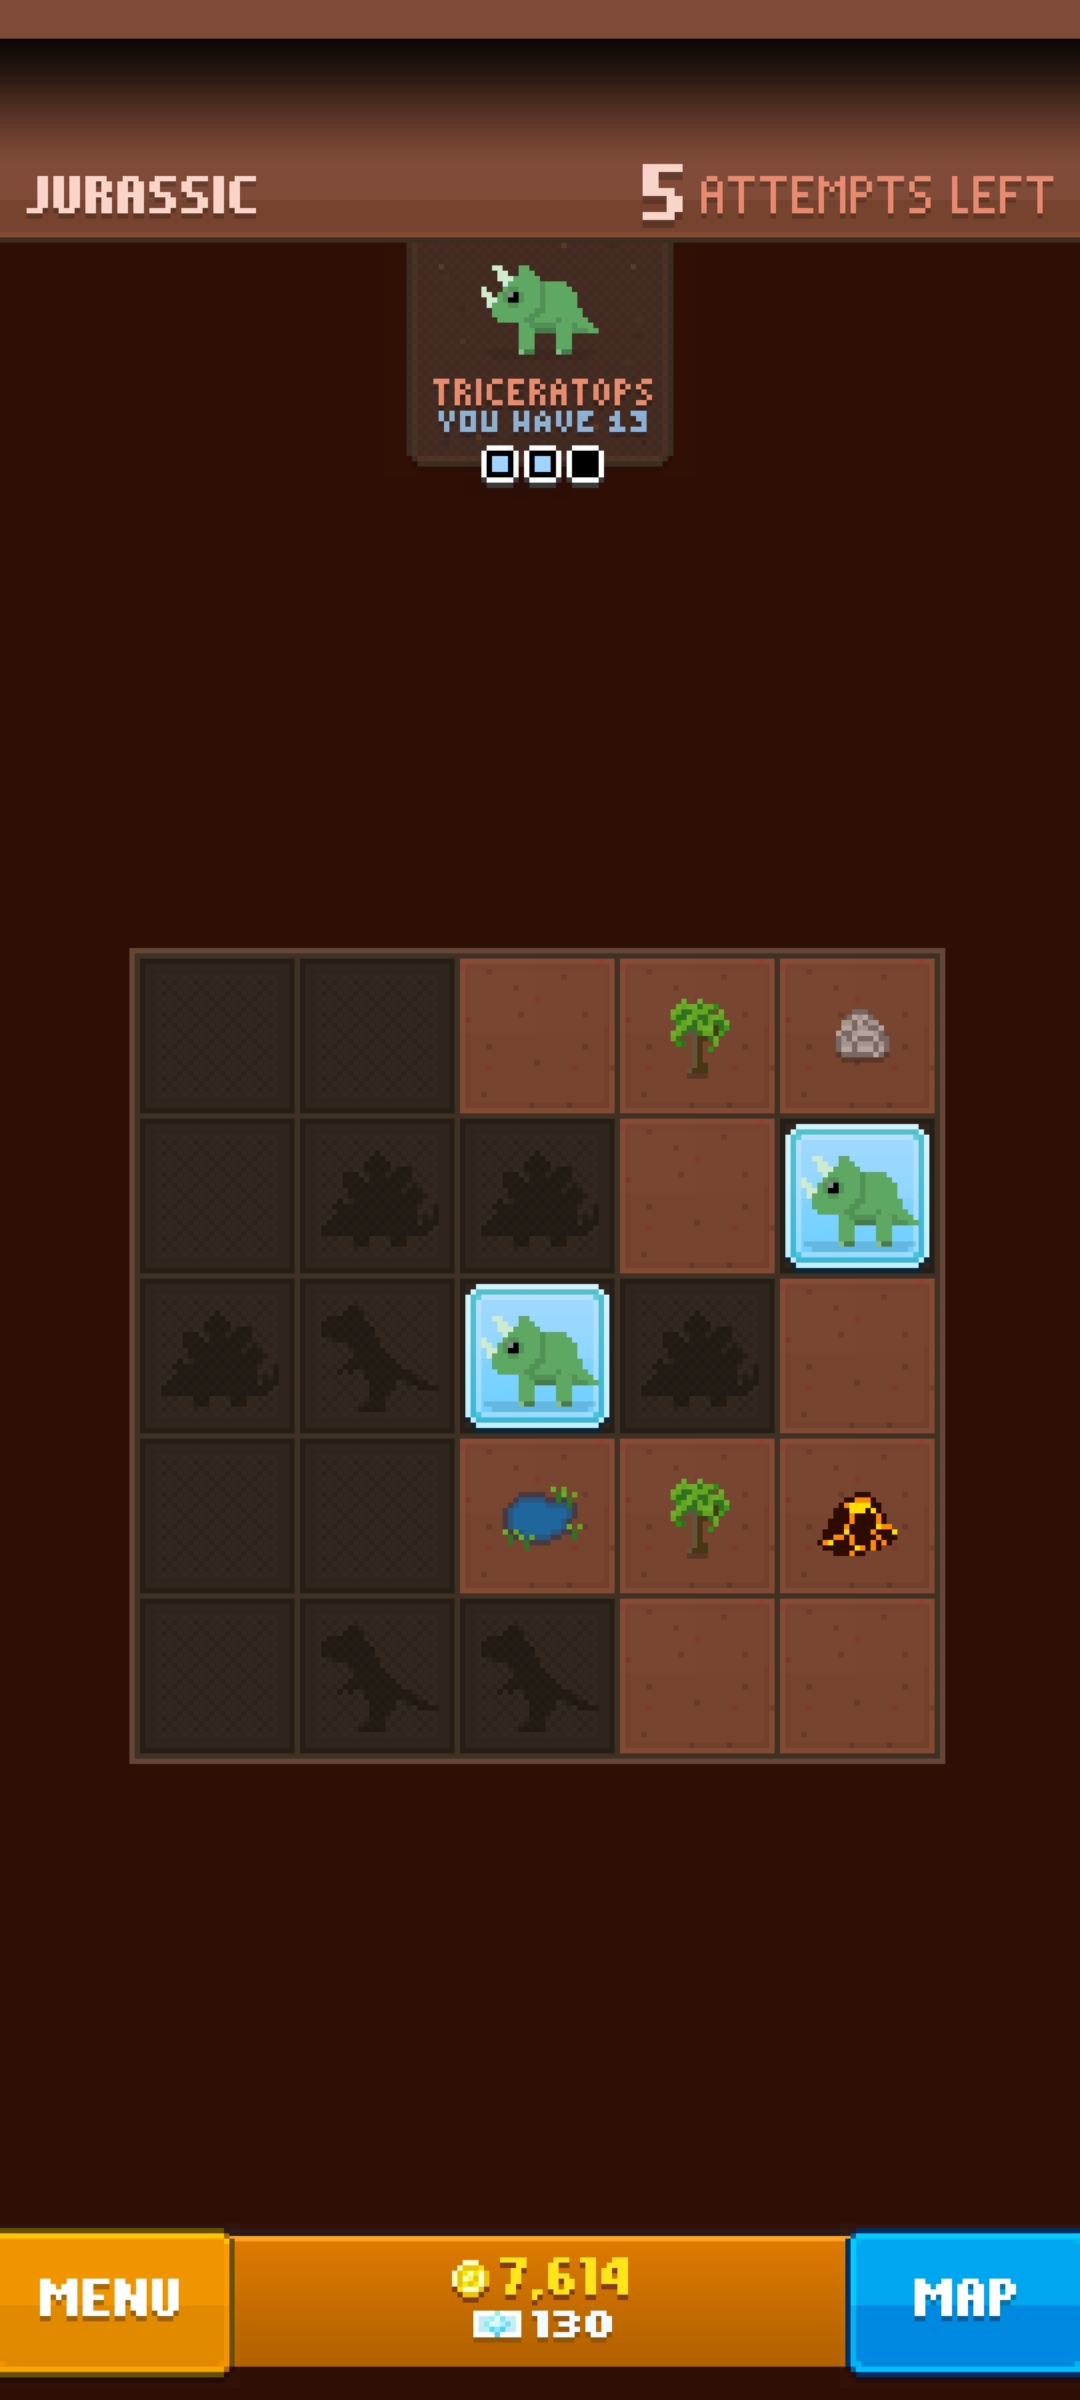 JURASSIC
5 ATTEMPTS LEFT
TRICERATOPS
YOU HAVE 13
MENU
7,614
130
MAP